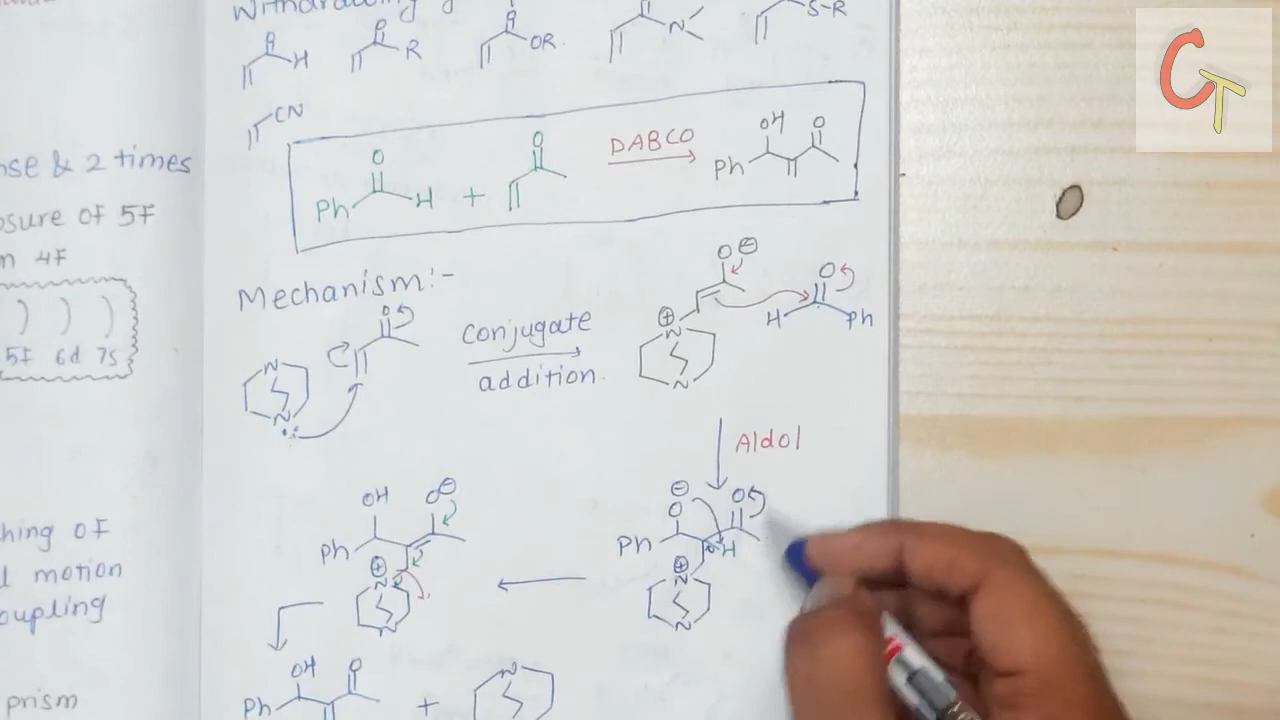 withdrawing g
O O O N S-R
H R OR
CN
nse & 2 times
osure of 5f
n 4f
5f 6d 7s
hing of
l motion
oupling
prism
Ph O H + O DABCO Ph OH O
Mechanism:-
O
N N
Conjugate
addition
O ⊖
⊕ N N
O H Ph
Aldol
⊖ O O
Ph H
⊕ N N
OH O ⊖
Ph
⊕ N N
OH O
Ph + N
CT